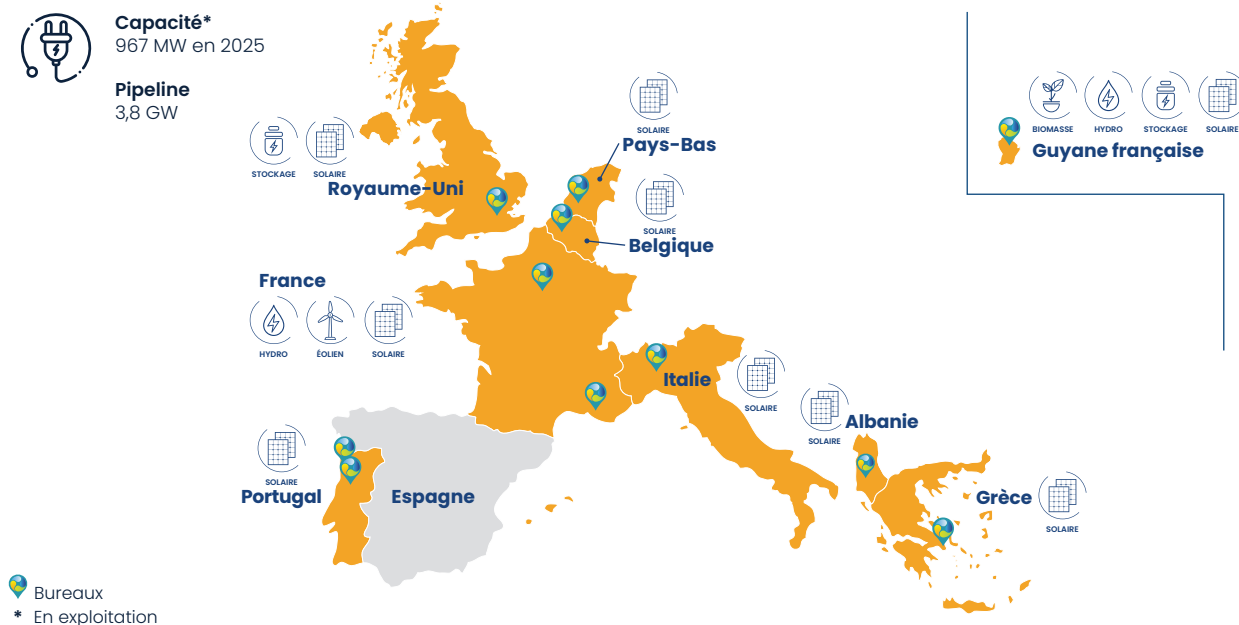 Capacité*
967 MW en 2025
Pipeline
3,8 GW
SOLAIRE
Pays-Bas
BIOMASSE
HYDRO
STOCKAGE
SOLAIRE
Guyane française
STOCKAGE
SOLAIRE
Royaume-Uni
SOLAIRE
Belgique
France
HYDRO
ÉOLIEN
SOLAIRE
Italie
SOLAIRE
SOLAIRE
Albanie
SOLAIRE
Portugal
Espagne
Grèce
SOLAIRE
Bureaux
* En exploitation